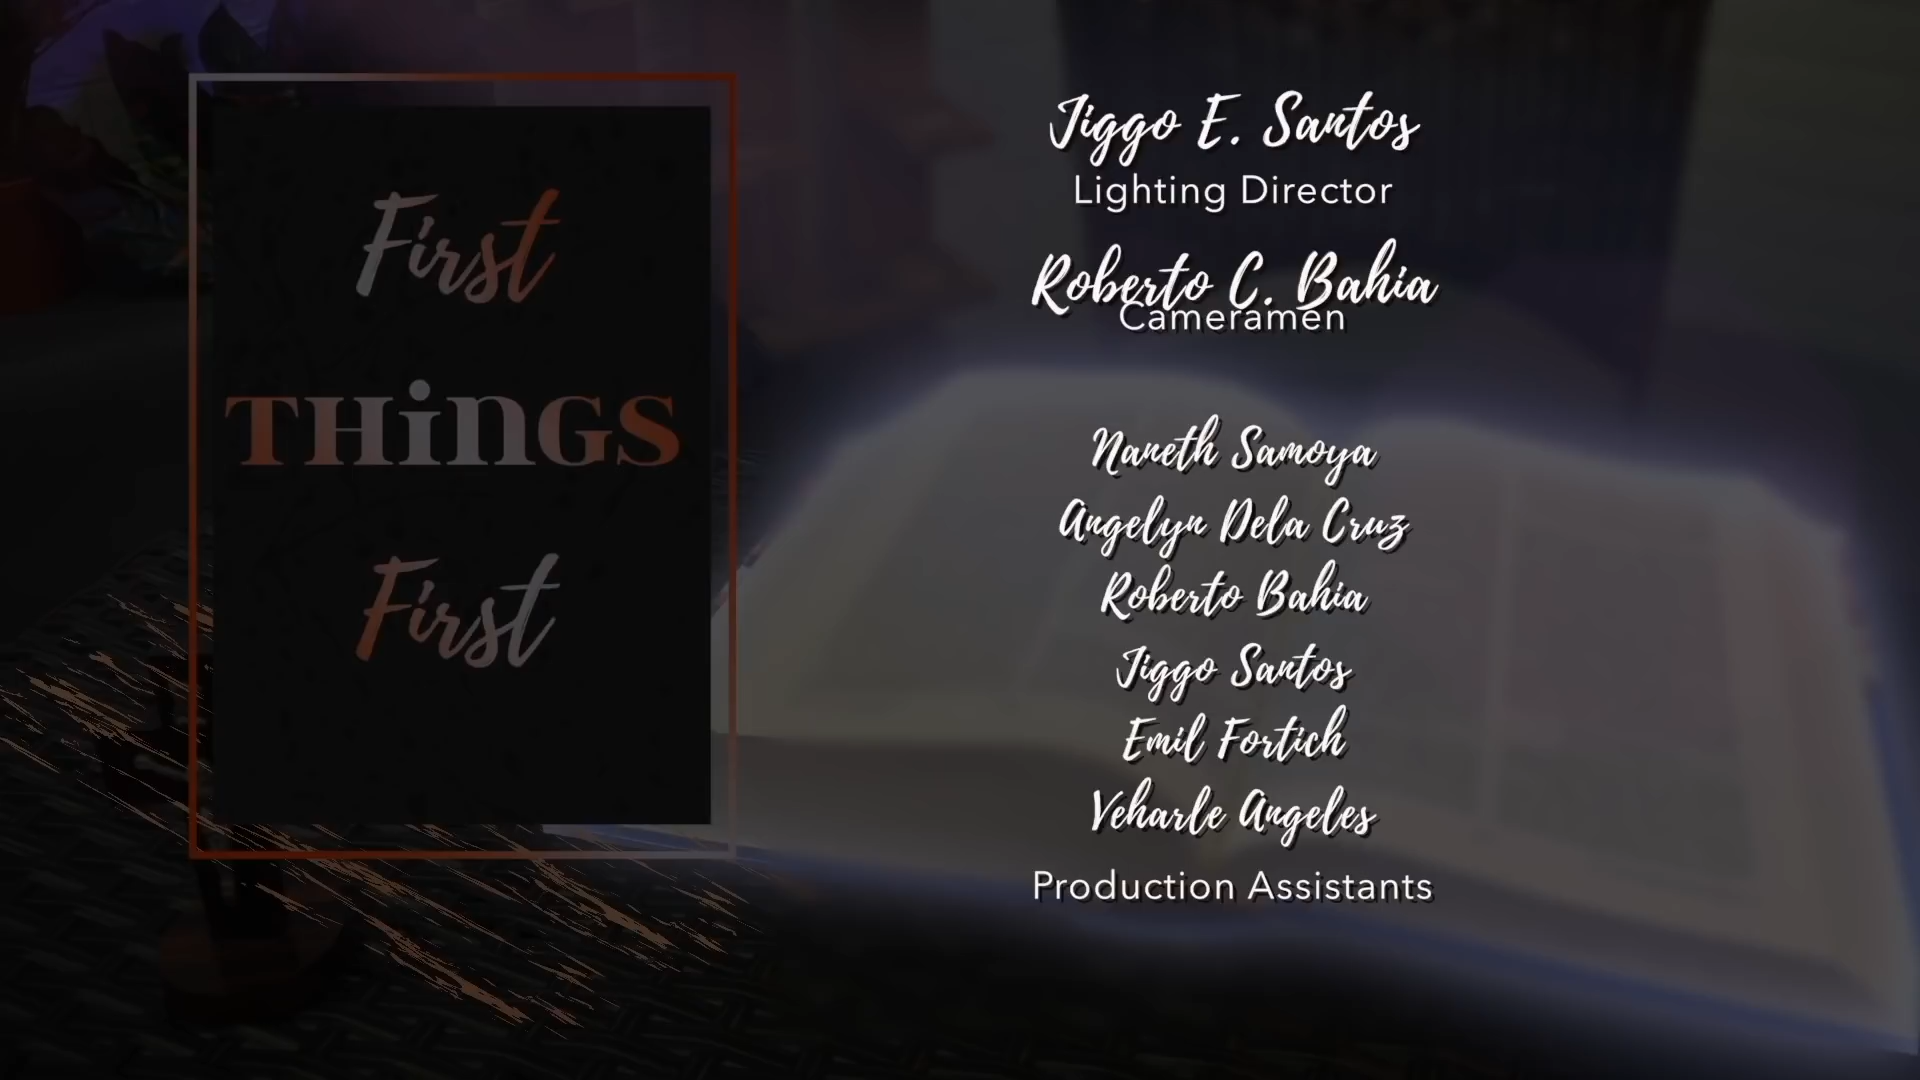 First
THiNGS
First
Jiggo E. Santos
Lighting Director
Roberto C. Bahia
Cameramen
Naneth Samoya
Angelyn Dela Cruz
Roberto Bahia
Jiggo Santos
Emil Fortich
Veharle Angeles
Production Assistants